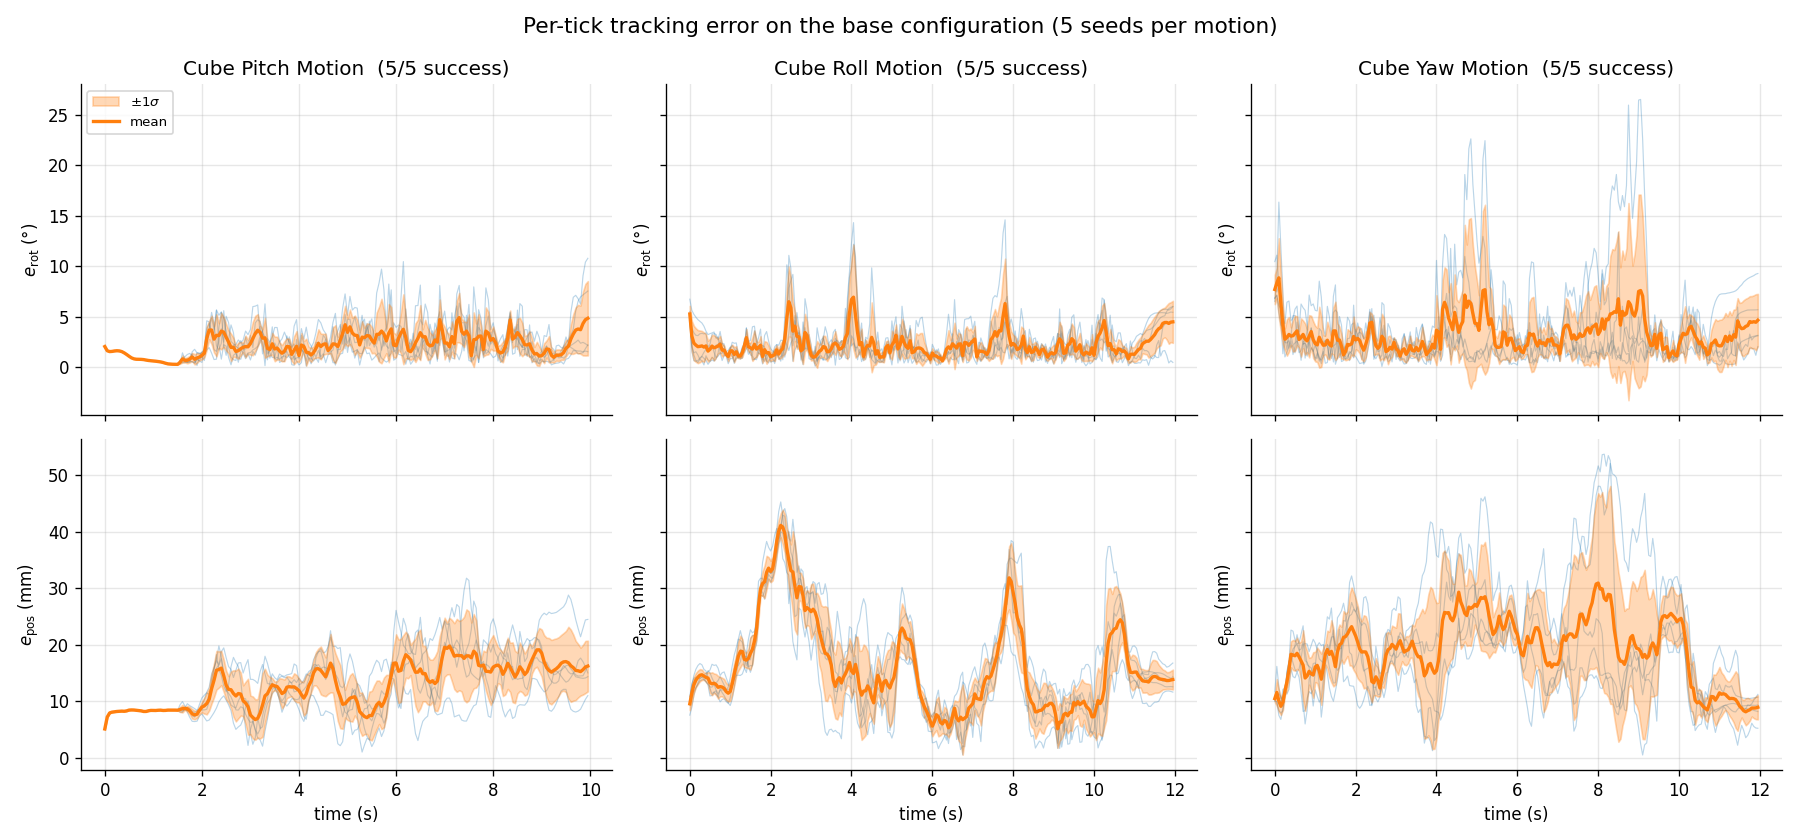 Per-tick tracking error on the base configuration (5 seeds per motion)
Cube Pitch Motion  (5/5 success)
Cube Roll Motion  (5/5 success)
Cube Yaw Motion  (5/5 success)
±1σ
mean
25
20
15
10
5
0
e_rot (°)
e_rot (°)
e_rot (°)
50
40
30
20
10
0
e_pos (mm)
e_pos (mm)
e_pos (mm)
0 2 4 6 8 10
0 2 4 6 8 10 12
0 2 4 6 8 10 12
time (s)
time (s)
time (s)